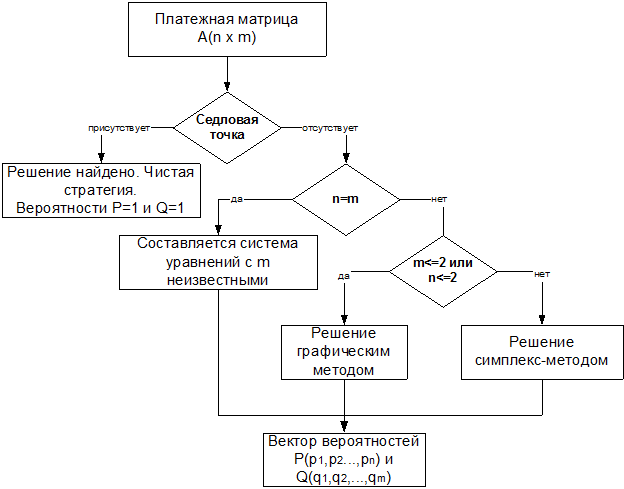 Платежная матрица
A(n x m)
Седловая
точка
присутствует
отсутствует
Решение найдено. Чистая
стратегия.
Вероятности P=1 и Q=1
n=m
да
нет
Составляется система
уравнений с m
неизвестными
m<=2 или
n<=2
да
нет
Решение
графическим
методом
Решение
симплекс-методом
Вектор вероятностей
P(p1,p2...,pn) и
Q(q1,q2,...,qm)